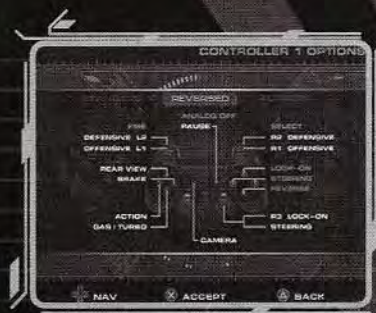 CONTROLLER 1 OPTIONS
REVERSED
ANALOG OFF
FIRE PAUSE SELECT
DEFENSIVE L2 R2 DEFENSIVE
OFFENSIVE L1 R1 OFFENSIVE
REAR VIEW LOCK-ON
BRAKE STEERING
REVERSE
ACTION R3 LOCK-ON
GAS / TURBO STEERING
CAMERA
NAV ACCEPT BACK